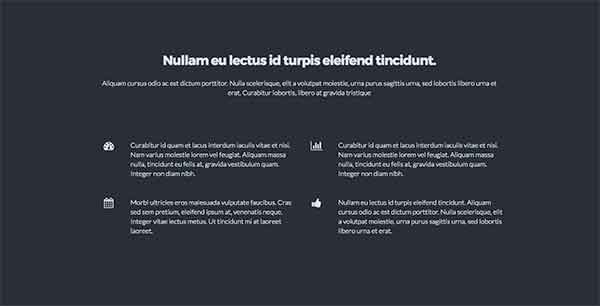 Nullam eu lectus id turpis eleifend tincidunt.
Aliquam cursus odio ac est dictum porttitor. Nulla scelerisque, elit a volutpat molestie, urna purus sagittis urna, sed lobortis libero urna et
erat. Curabitur lobortis, libero at gravida tristique
Curabitur id quam et lacus interdum iaculis vitae et nisi.
Nam varius molestie lorem vel feugiat. Aliquam massa
nulla, tincidunt eu felis at, gravida vestibulum quam.
Integer non diam nibh.
Curabitur id quam et lacus interdum iaculis vitae et nisi.
Nam varius molestie lorem vel feugiat. Aliquam massa
nulla, tincidunt eu felis at, gravida vestibulum quam.
Integer non diam nibh.
Morbi ultricies eros malesuada vulputate faucibus. Cras
sed sem pretium, eleifend ipsum at, venenatis neque.
Integer vitae lectus metus. Ut tincidunt mi at laoreet
laoreet.
Nullam eu lectus id turpis eleifend tincidunt. Aliquam
cursus odio ac est dictum porttitor. Nulla scelerisque, elit
a volutpat molestie, urna purus sagittis urna, sed lobortis
libero urna et erat.